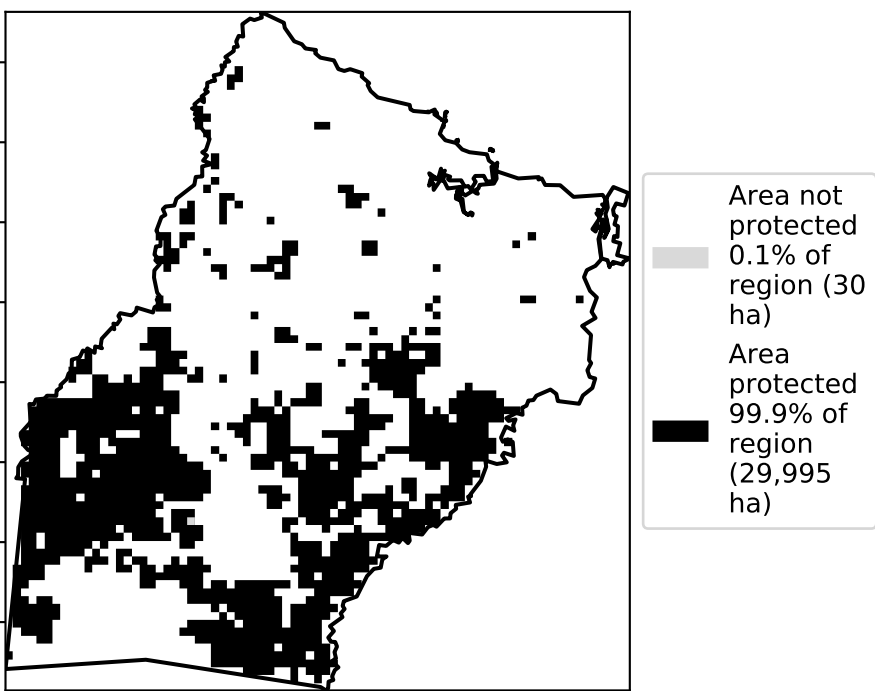 Area not
protected
0.1% of
region (30
ha)
Area
protected
99.9% of
region
(29,995
ha)